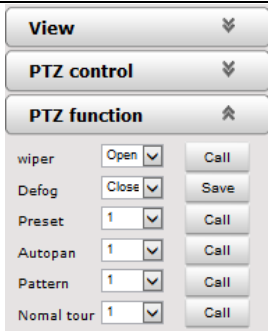 View
PTZ control
PTZ function
wiper Open Call
Defog Close Save
Preset 1 Call
Autopan 1 Call
Pattern 1 Call
Nomal tour 1 Call